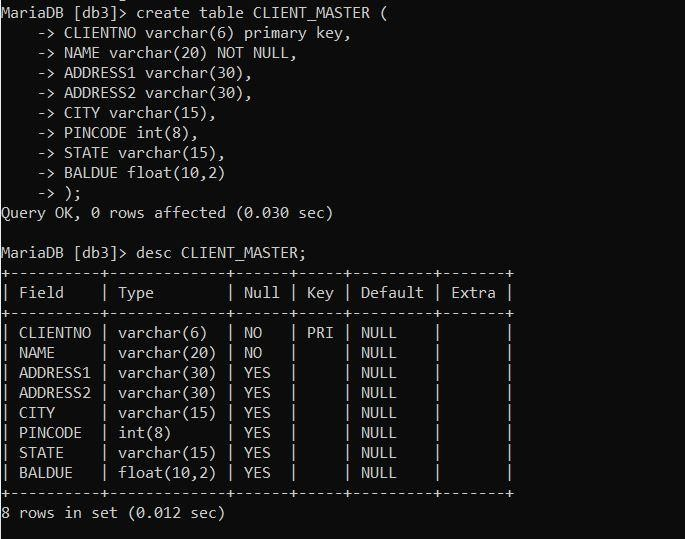 MariaDB [db3]> create table CLIENT_MASTER (
    -> CLIENTNO varchar(6) primary key,
    -> NAME varchar(20) NOT NULL,
    -> ADDRESS1 varchar(30),
    -> ADDRESS2 varchar(30),
    -> CITY varchar(15),
    -> PINCODE int(8),
    -> STATE varchar(15),
    -> BALDUE float(10,2)
    -> );
Query OK, 0 rows affected (0.030 sec)

MariaDB [db3]> desc CLIENT_MASTER;
+----------+-------------+------+-----+---------+-------+
| Field    | Type        | Null | Key | Default | Extra |
+----------+-------------+------+-----+---------+-------+
| CLIENTNO | varchar(6)  | NO   | PRI | NULL    |       |
| NAME     | varchar(20) | NO   |     | NULL    |       |
| ADDRESS1 | varchar(30) | YES  |     | NULL    |       |
| ADDRESS2 | varchar(30) | YES  |     | NULL    |       |
| CITY     | varchar(15) | YES  |     | NULL    |       |
| PINCODE  | int(8)      | YES  |     | NULL    |       |
| STATE    | varchar(15) | YES  |     | NULL    |       |
| BALDUE   | float(10,2) | YES  |     | NULL    |       |
+----------+-------------+------+-----+---------+-------+
8 rows in set (0.012 sec)